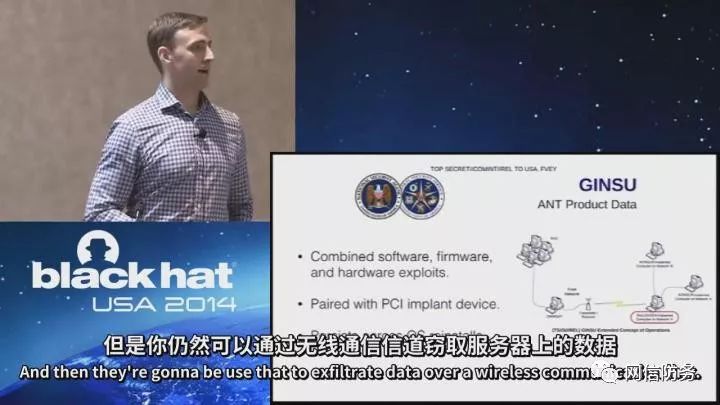 TOP SECRET//COMINT//REL TO USA, FVEY
GINSU
ANT Product Data
• Combined software, firmware,
and hardware exploits.
• Paired with PCI implant device.
(TS//SI//REL) GINSU Extended Concept of Operations
black hat
USA 2014
但是你仍然可以通过无线通信信道窃取服务器上的数据
And then they're gonna be use that to exfiltrate data over a wireless
网信防务